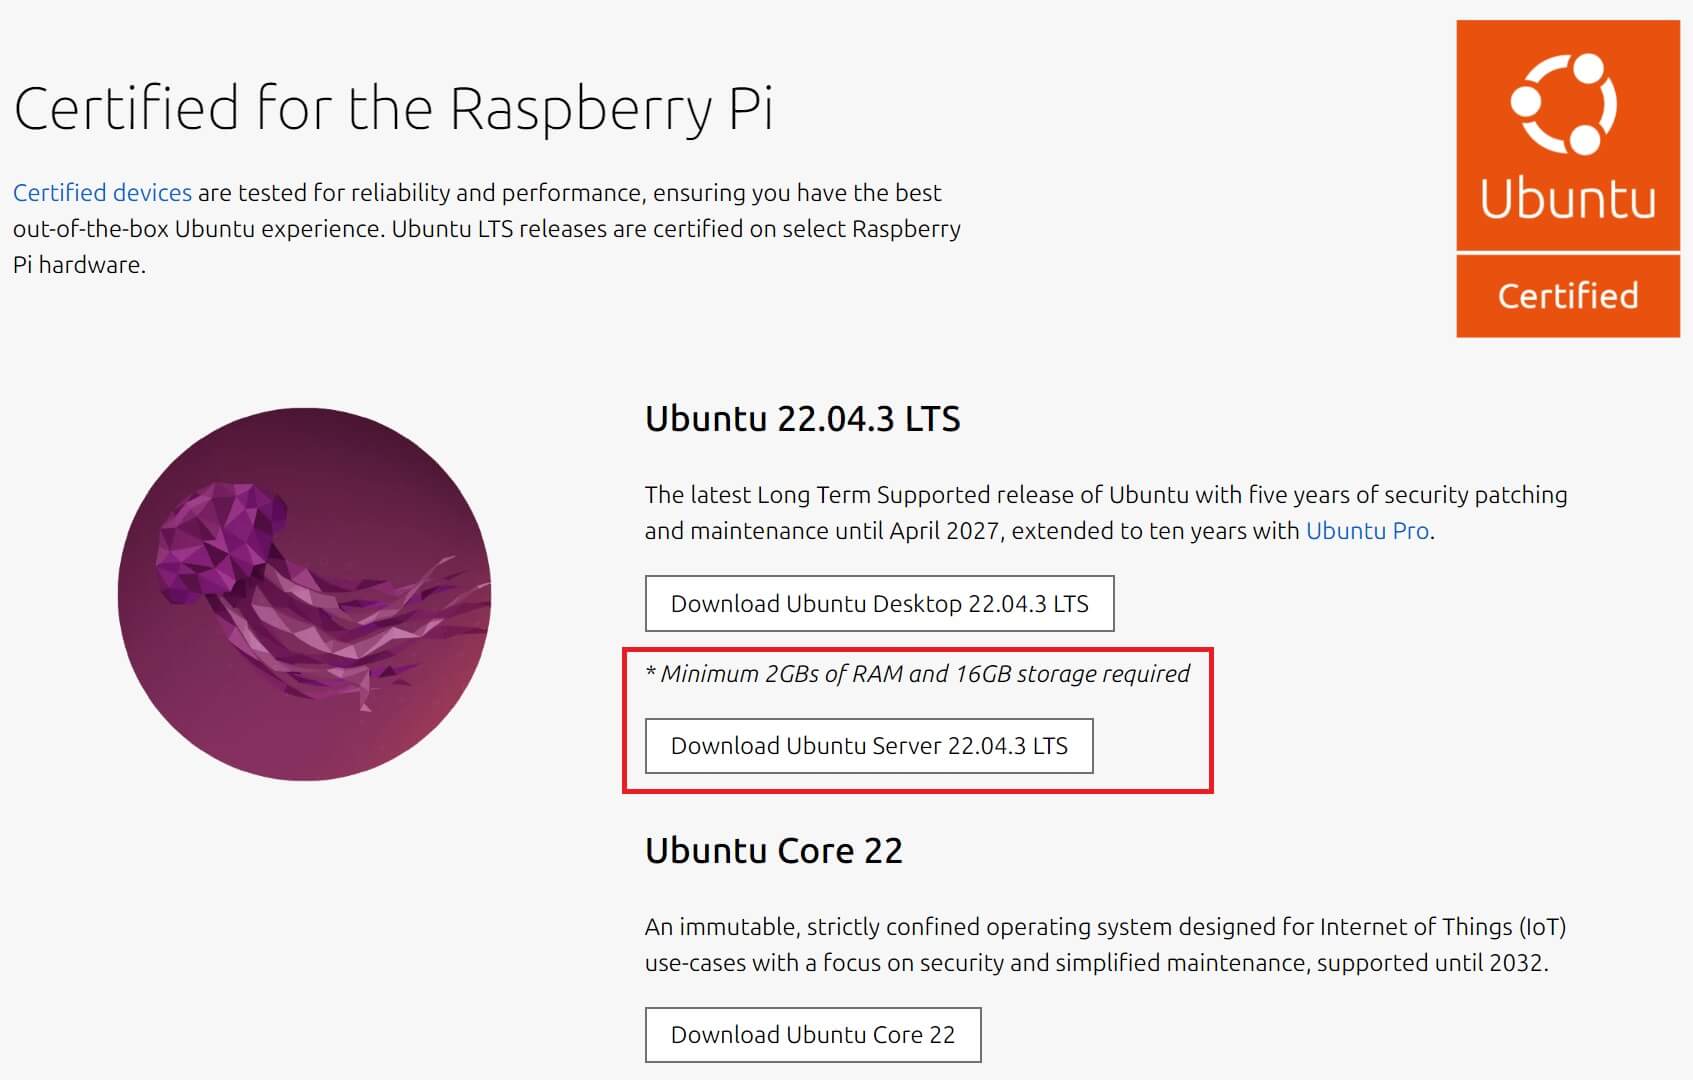 Ubuntu
Certified
Certified for the Raspberry Pi
Certified devices are tested for reliability and performance, ensuring you have the best
out-of-the-box Ubuntu experience. Ubuntu LTS releases are certified on select Raspberry
Pi hardware.
Ubuntu 22.04.3 LTS
The latest Long Term Supported release of Ubuntu with five years of security patching
and maintenance until April 2027, extended to ten years with Ubuntu Pro.
Download Ubuntu Desktop 22.04.3 LTS
* Minimum 2GBs of RAM and 16GB storage required
Download Ubuntu Server 22.04.3 LTS
Ubuntu Core 22
An immutable, strictly confined operating system designed for Internet of Things (IoT)
use-cases with a focus on security and simplified maintenance, supported until 2032.
Download Ubuntu Core 22